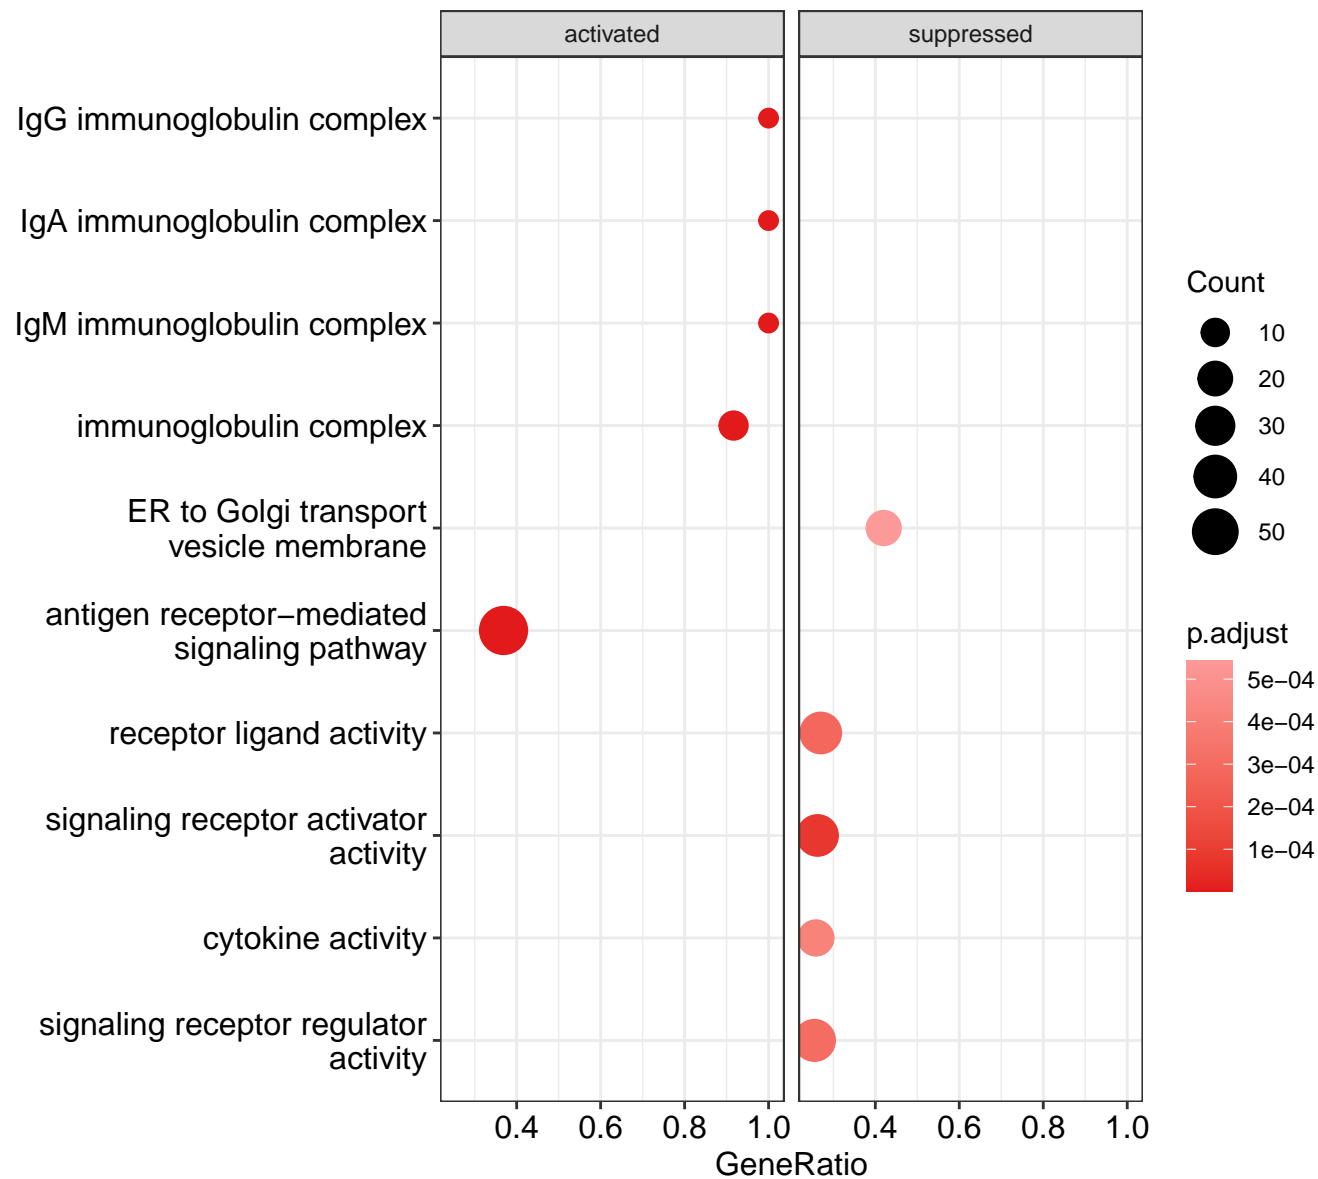 activated
suppressed
IgG immunoglobulin complex
IgA immunoglobulin complex
IgM immunoglobulin complex
immunoglobulin complex
ER to Golgi transport
vesicle membrane
antigen receptor−mediated
signaling pathway
receptor ligand activity
signaling receptor activator
activity
cytokine activity
signaling receptor regulator
activity
0.4 0.6 0.8 1.0 0.4 0.6 0.8 1.0
GeneRatio
Count
10
20
30
40
50
p.adjust
5e−04
4e−04
3e−04
2e−04
1e−04